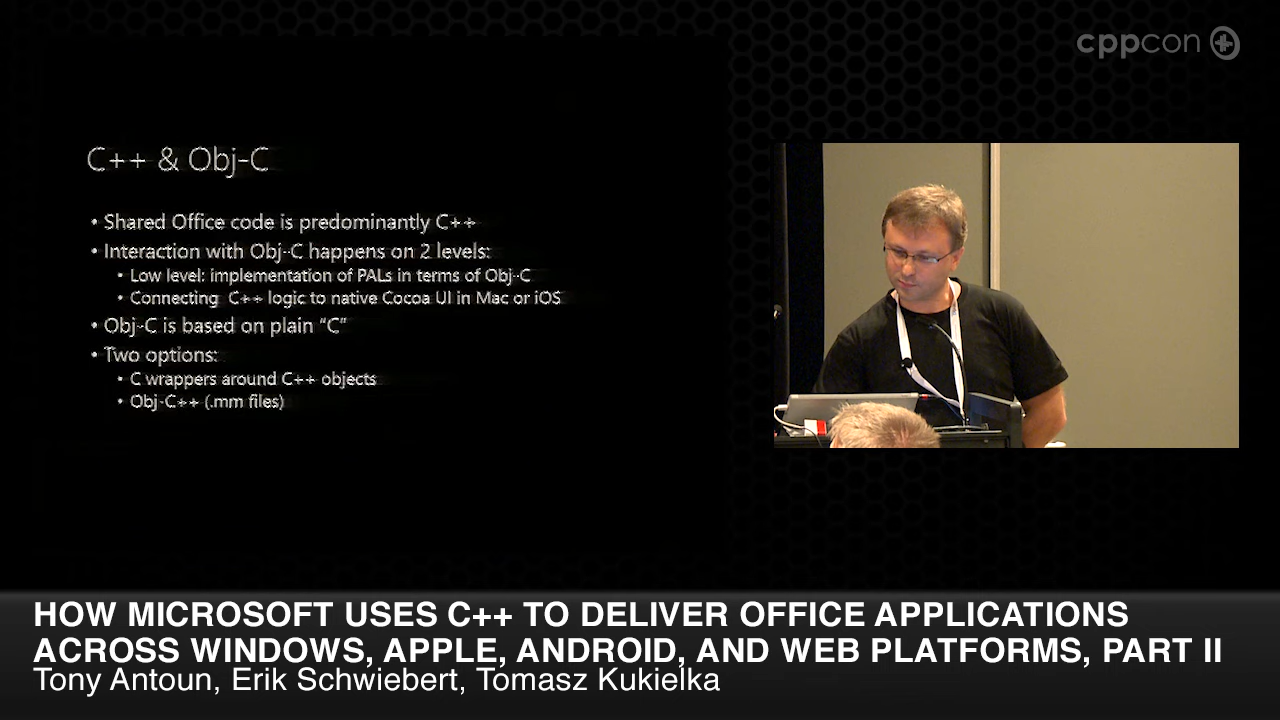 cppcon
C++ & Obj-C
• Shared Office code is predominantly C++
• Interaction with Obj-C happens on 2 levels:
• Low level: implementation of PALs in terms of Obj-C
• Connecting C++ logic to native Cocoa UI in Mac or iOS
• Obj-C is based on plain “C”
• Two options:
• C wrappers around C++ objects
• Obj-C++ (.mm files)
HOW MICROSOFT USES C++ TO DELIVER OFFICE APPLICATIONS
ACROSS WINDOWS, APPLE, ANDROID, AND WEB PLATFORMS, PART II
Tony Antoun, Erik Schwiebert, Tomasz Kukielka